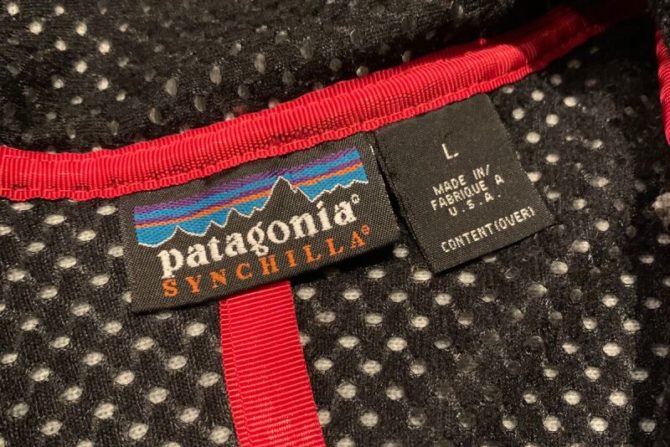 patagonia®
SYNCHILLA®
L
MADE IN/
FABRIQUE A
U.S.A.
CONTENT(OVER)